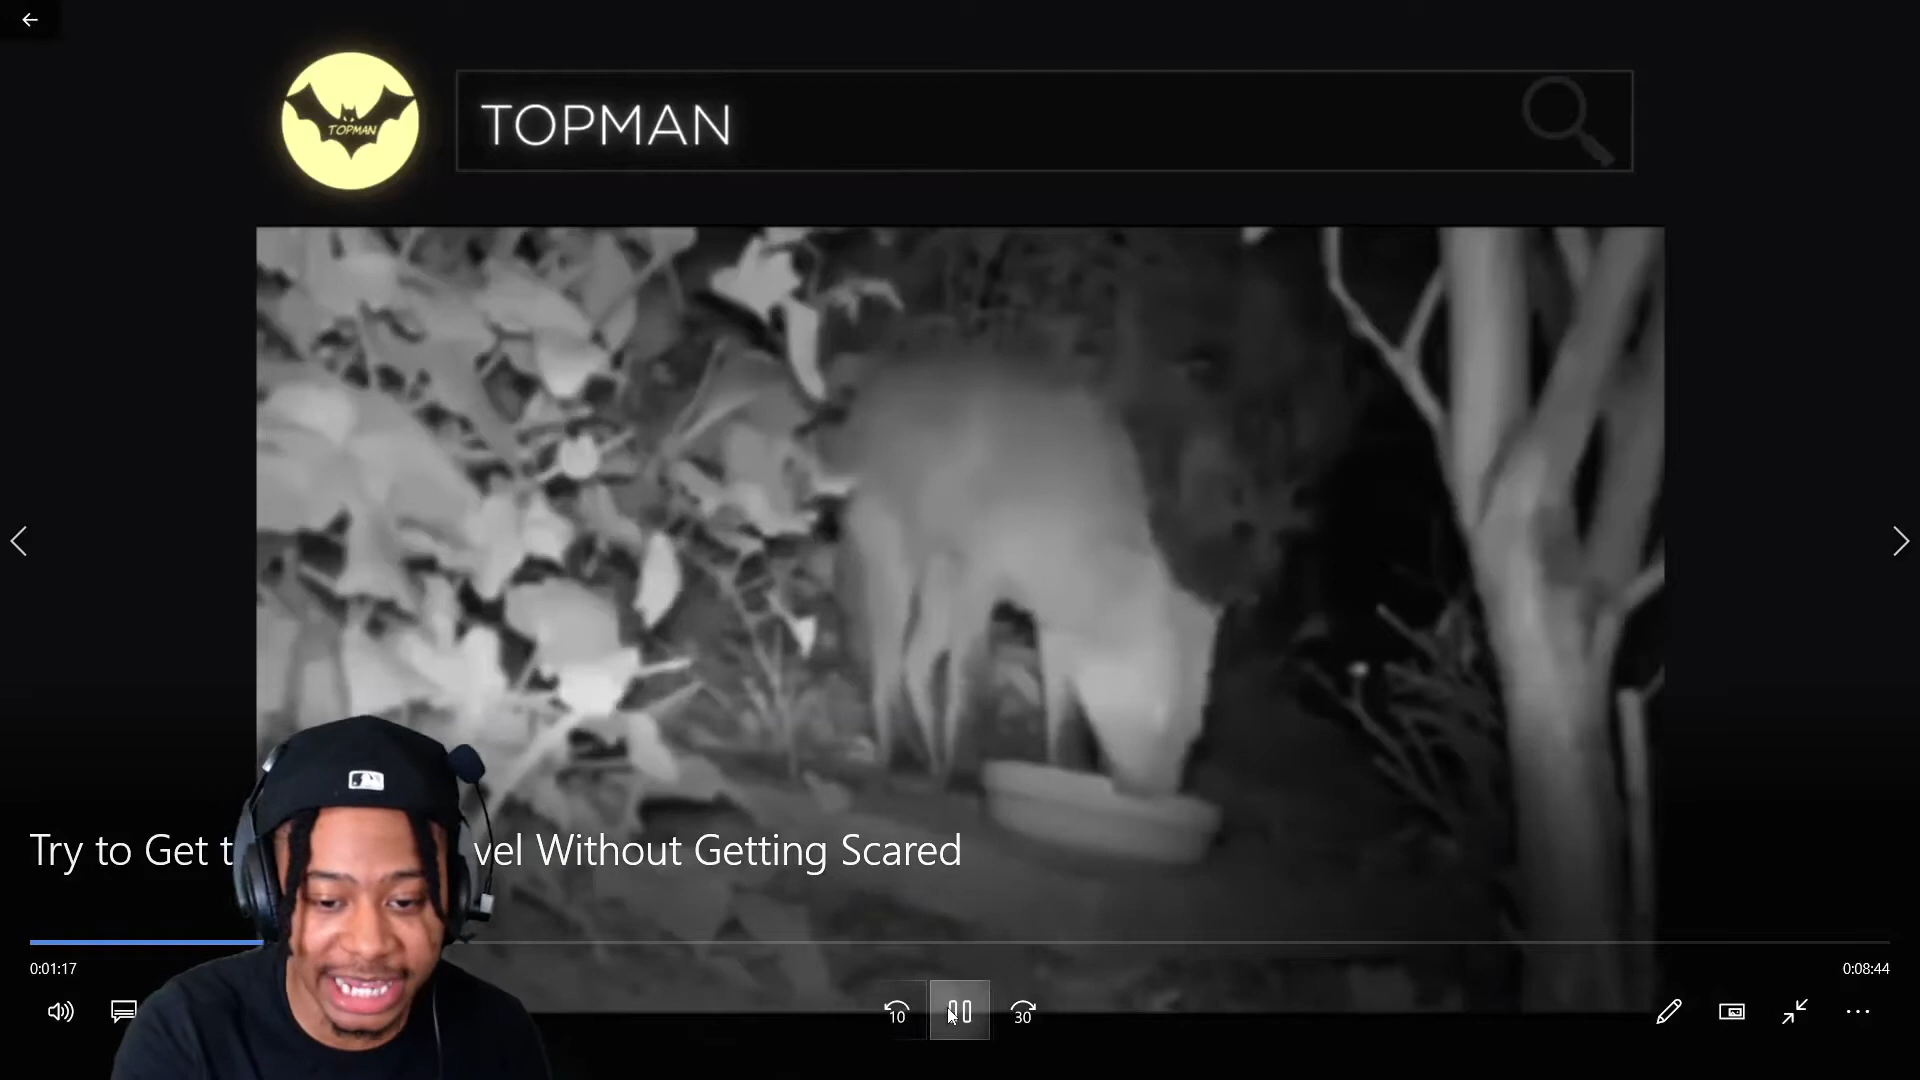 TOPMAN
TOPMAN
Try to Get t vel Without Getting Scared
0:01:17
0:08:44
10
30